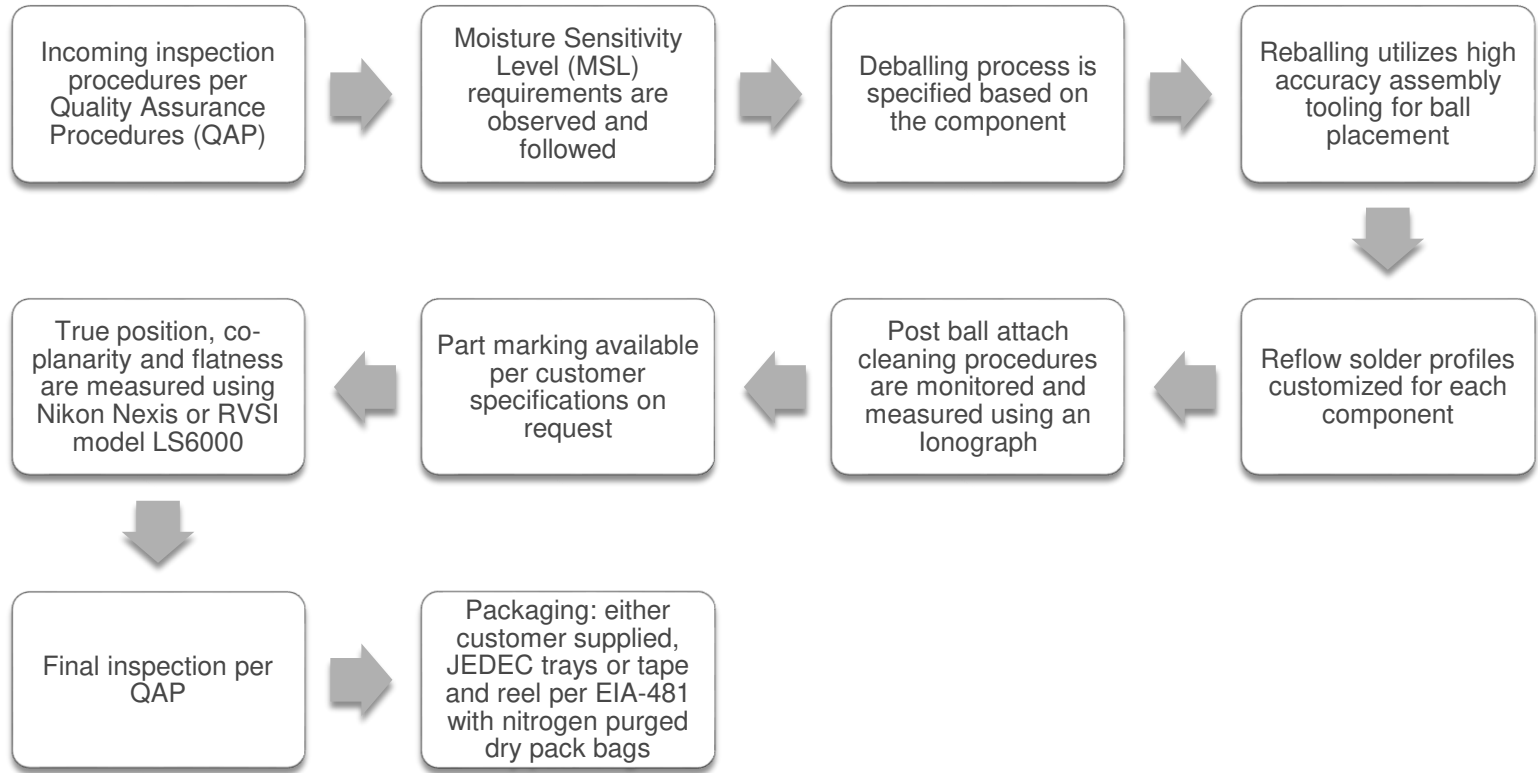 Incoming inspection
procedures per
Quality Assurance
Procedures (QAP)
Moisture Sensitivity
Level (MSL)
requirements are
observed and
followed
Deballing process is
specified based on
the component
Reballing utilizes high
accuracy assembly
tooling for ball
placement
Reflow solder profiles
customized for each
component
Post ball attach
cleaning procedures
are monitored and
measured using an
Ionograph
Part marking available
per customer
specifications on
request
True position, co-
planarity and flatness
are measured using
Nikon Nexis or RVSI
model LS6000
Final inspection per
QAP
Packaging: either
customer supplied,
JEDEC trays or tape
and reel per EIA-481
with nitrogen purged
dry pack bags